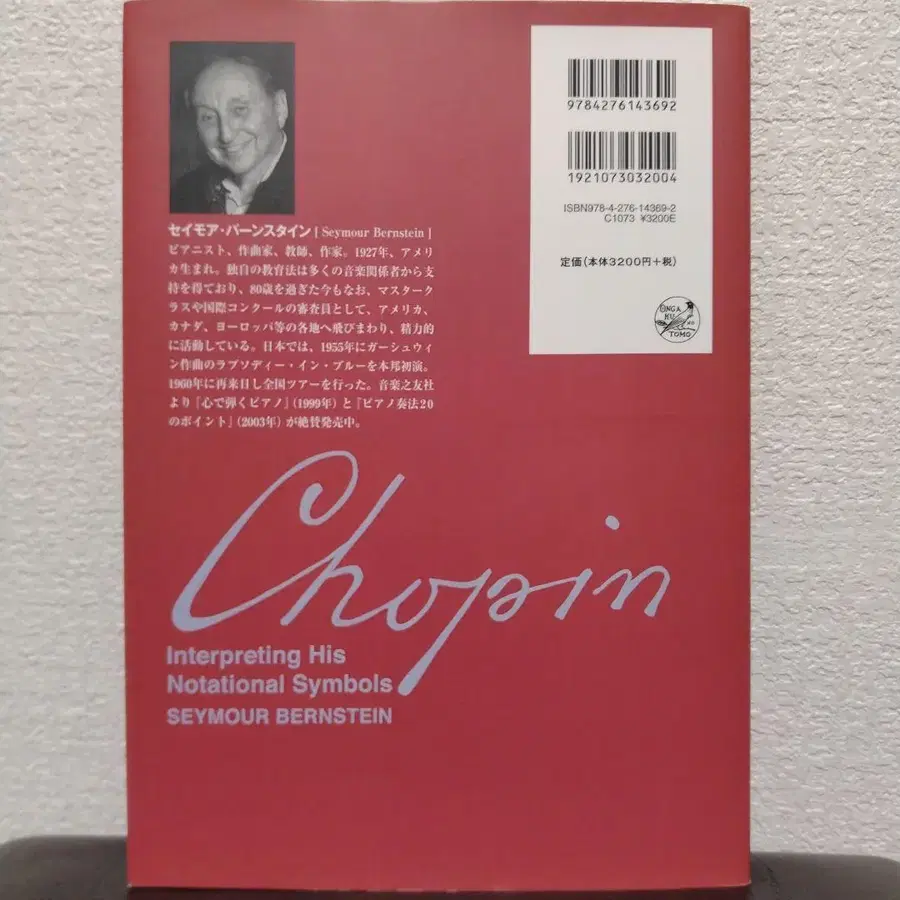 セイモア・バーンスタイン[Seymour Bernstein]
ピアニスト、作曲家、教師、作家。1927年、アメリ
カ生まれ。独自の教育法は多くの音楽関係者から支
持を得ており、80歳を過ぎた今もなお、マスターク
ラスや国際コンクールの審査員として、アメリカ、
カナダ、ヨーロッパ等の各地へ飛びまわり、精力的
に活動している。日本では、1955年にガーシュウィ
ン作曲のラプソディー・イン・ブルーを本邦初演。
1960年に再来日し全国ツアーを行った。音楽之友社
より『心で弾くピアノ』(1999年)と『ピアノ奏法20
のポイント』(2003年)が絶賛発売中。
9784276143692
1921073032004
ISBN978-4-276-14369-2
C1073 ¥3200E
定価(本体3200円+税)
ONGA
KU
NO
TOMO
Chopin
Interpreting His
Notational Symbols
SEYMOUR BERNSTEIN